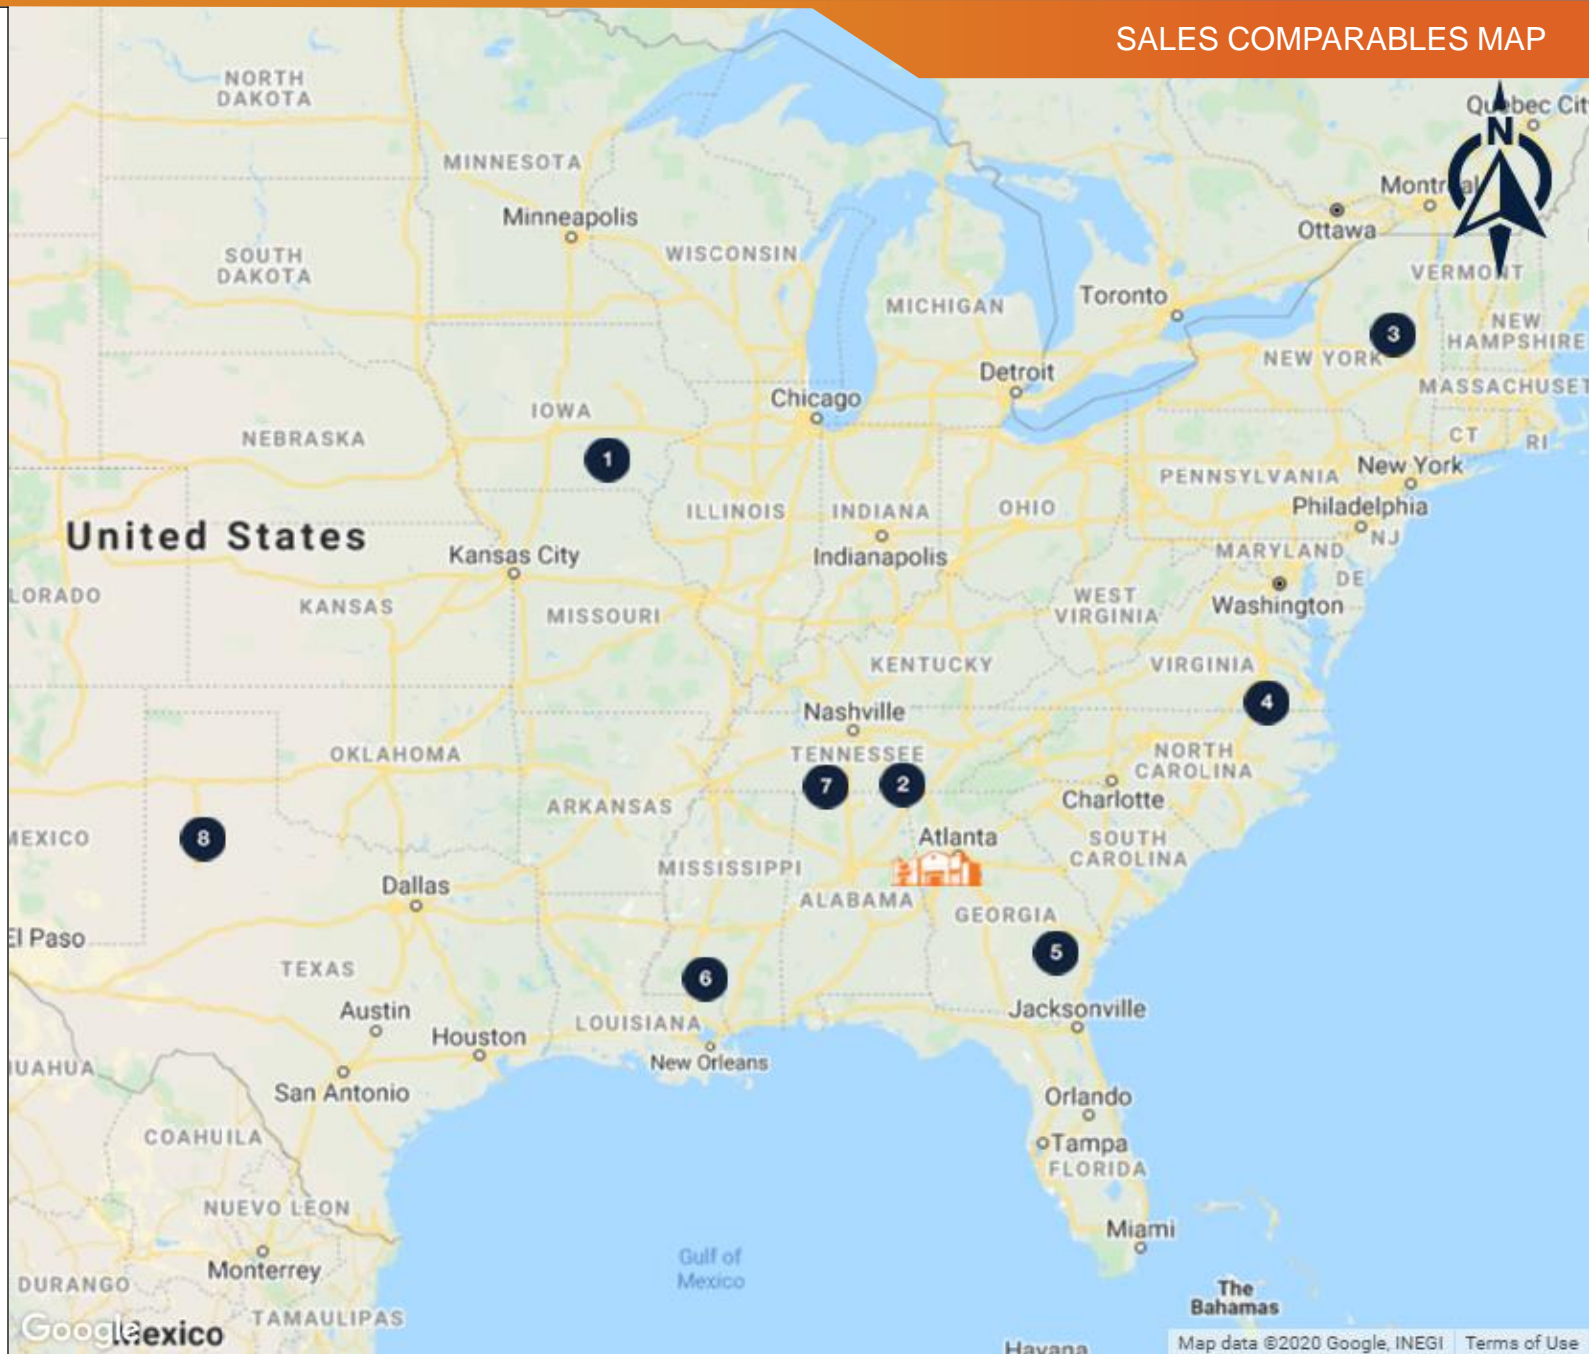 SALES COMPARABLES MAP
NORTH
DAKOTA
Quebec Cit
N
MINNESOTA
Montreal
Minneapolis
Ottawa
WISCONSIN
SOUTH
DAKOTA
VERMONT
Toronto
MICHIGAN
3
NEW
HAMPSHIRE
NEW YORK
Detroit
MASSACHUSET
Chicago
IOWA
NEBRASKA
CT
RI
1
New York
PENNSYLVANIA
ILLINOIS
INDIANA
OHIO
Philadelphia
United States
NJ
Kansas City
Indianapolis
MARYLAND
DE
LORADO
KANSAS
MISSOURI
WEST
VIRGINIA
Washington
KENTUCKY
VIRGINIA
4
Nashville
OKLAHOMA
TENNESSEE
NORTH
CAROLINA
7
2
ARKANSAS
Charlotte
MEXICO
8
Atlanta
SOUTH
CAROLINA
MISSISSIPPI
Dallas
ALABAMA
GEORGIA
El Paso
5
TEXAS
6
Austin
Jacksonville
LOUISIANA
Houston
New Orleans
HUAHUA
San Antonio
Orlando
COAHUILA
Tampa
FLORIDA
NUEVO LEON
Miami
Gulf of
Mexico
Monterrey
DURANGO
The
Bahamas
TAMAULIPAS
Google
Mexico
Havana
Map data ©2020 Google, INEGI
Terms of Use